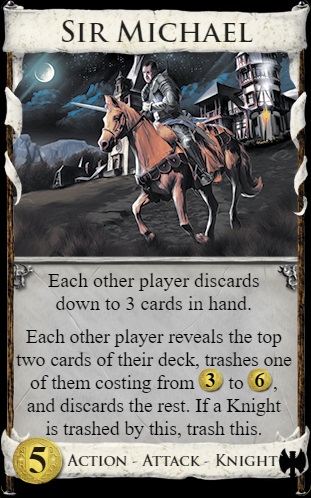 Sir Michael
Each other player discards
down to 3 cards in hand.
Each other player reveals the top
two cards of their deck, trashes one
of them costing from 3 to 6,
and discards the rest. If a Knight
is trashed by this, trash this.
5 Action - Attack - Knight